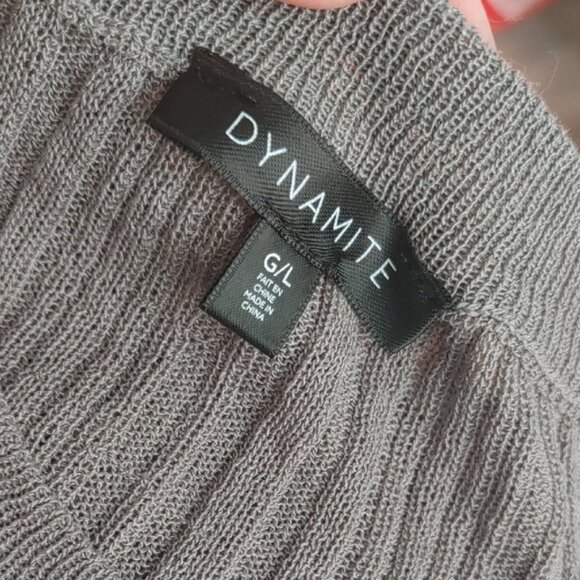 DYNAMITE
G/L
FAIT EN
CHINE
MADE IN
CHINA